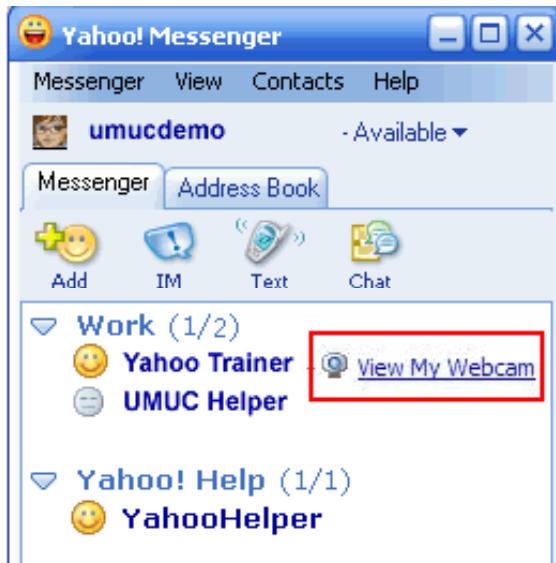 Yahoo! Messenger
Messenger View Contacts Help
umucdemo - Available
Messenger Address Book
Add IM Text Chat
Work (1/2)
Yahoo Trainer - View My Webcam
UMUC Helper
Yahoo! Help (1/1)
YahooHelper